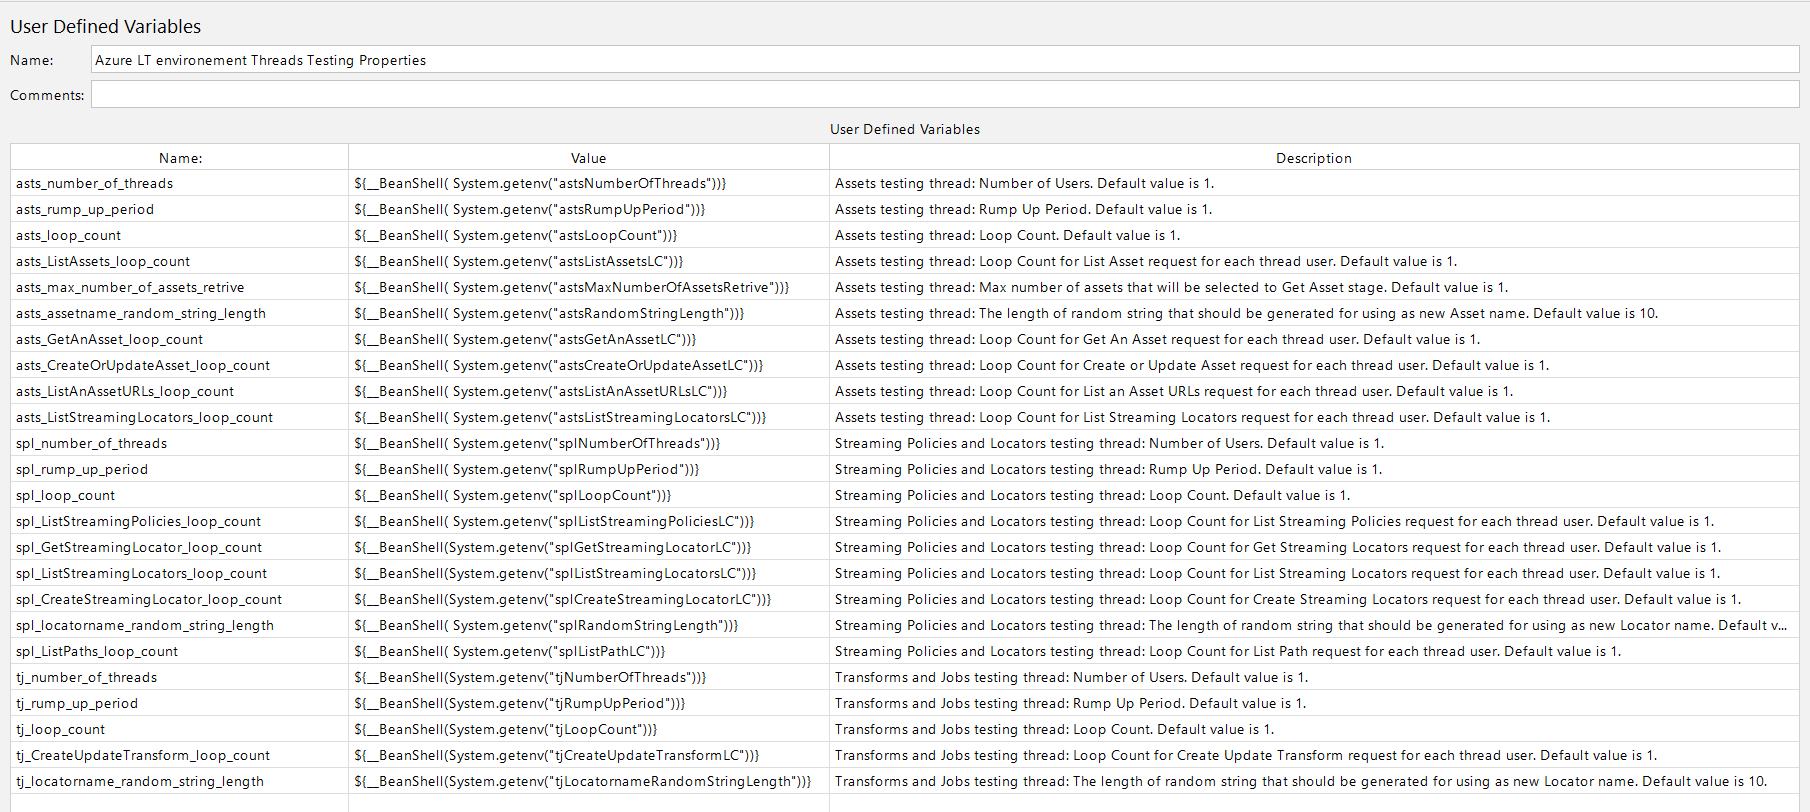 User Defined Variables
Name: Azure LT environement Threads Testing Properties
Comments:
User Defined Variables
Name: Value Description
asts_number_of_threads ${__BeanShell( System.getenv("astsNumberOfThreads"))} Assets testing thread: Number of Users. Default value is 1.
asts_rump_up_period ${__BeanShell( System.getenv("astsRumpUpPeriod"))} Assets testing thread: Rump Up Period. Default value is 1.
asts_loop_count ${__BeanShell( System.getenv("astsLoopCount"))} Assets testing thread: Loop Count. Default value is 1.
asts_ListAssets_loop_count ${__BeanShell( System.getenv("astsListAssetsLC"))} Assets testing thread: Loop Count for List Asset request for each thread user. Default value is 1.
asts_max_number_of_assets_retrive ${__BeanShell( System.getenv("astsMaxNumberOfAssetsRetrive"))} Assets testing thread: Max number of assets that will be selected to Get Asset stage. Default value is 1.
asts_assetname_random_string_length ${__BeanShell( System.getenv("astsRandomStringLength"))} Assets testing thread: The length of random string that should be generated for using as new Asset name. Default value is 10.
asts_GetAnAsset_loop_count ${__BeanShell( System.getenv("astsGetAnAssetLC"))} Assets testing thread: Loop Count for Get An Asset request for each thread user. Default value is 1.
asts_CreateOrUpdateAsset_loop_count ${__BeanShell( System.getenv("astsCreateOrUpdateAssetLC"))} Assets testing thread: Loop Count for Create or Update Asset request for each thread user. Default value is 1.
asts_ListAnAssetURLs_loop_count ${__BeanShell( System.getenv("astsListAnAssetURLsLC"))} Assets testing thread: Loop Count for List an Asset URLs request for each thread user. Default value is 1.
asts_ListStreamingLocators_loop_count ${__BeanShell( System.getenv("astsListStreamingLocatorsLC"))} Assets testing thread: Loop Count for List Streaming Locators request for each thread user. Default value is 1.
spl_number_of_threads ${__BeanShell( System.getenv("splNumberOfThreads"))} Streaming Policies and Locators testing thread: Number of Users. Default value is 1.
spl_rump_up_period ${__BeanShell( System.getenv("splRumpUpPeriod"))} Streaming Policies and Locators testing thread: Rump Up Period. Default value is 1.
spl_loop_count ${__BeanShell( System.getenv("splLoopCount"))} Streaming Policies and Locators testing thread: Loop Count. Default value is 1.
spl_ListStreamingPolicies_loop_count ${__BeanShell( System.getenv("splListStreamingPoliciesLC"))} Streaming Policies and Locators testing thread: Loop Count for List Streaming Policies request for each thread user. Default value is 1.
spl_GetStreamingLocator_loop_count ${__BeanShell(System.getenv("splGetStreamingLocatorLC"))} Streaming Policies and Locators testing thread: Loop Count for Get Streaming Locators request for each thread user. Default value is 1.
spl_ListStreamingLocators_loop_count ${__BeanShell(System.getenv("splListStreamingLocatorsLC"))} Streaming Policies and Locators testing thread: Loop Count for List Streaming Locators request for each thread user. Default value is 1.
spl_CreateStreamingLocator_loop_count ${__BeanShell(System.getenv("splCreateStreamingLocatorLC"))} Streaming Policies and Locators testing thread: Loop Count for Create Streaming Locators request for each thread user. Default value is 1.
spl_locatorname_random_string_length ${__BeanShell( System.getenv("splRandomStringLength"))} Streaming Policies and Locators testing thread: The length of random string that should be generated for using as new Locator name. Default v...
spl_ListPaths_loop_count ${__BeanShell( System.getenv("splListPathLC"))} Streaming Policies and Locators testing thread: Loop Count for List Path request for each thread user. Default value is 1.
tj_number_of_threads ${__BeanShell(System.getenv("tjNumberOfThreads"))} Transforms and Jobs testing thread: Number of Users. Default value is 1.
tj_rump_up_period ${__BeanShell(System.getenv("tjRumpUpPeriod"))} Transforms and Jobs testing thread: Rump Up Period. Default value is 1.
tj_loop_count ${__BeanShell(System.getenv("tjLoopCount"))} Transforms and Jobs testing thread: Loop Count. Default value is 1.
tj_CreateUpdateTransform_loop_count ${__BeanShell(System.getenv("tjCreateUpdateTransformLC"))} Transforms and Jobs testing thread: Loop Count for Create Update Transform request for each thread user. Default value is 1.
tj_locatorname_random_string_length ${__BeanShell(System.getenv("tjLocatornameRandomStringLength"))} Transforms and Jobs testing thread: The length of random string that should be generated for using as new Locator name. Default value is 10.